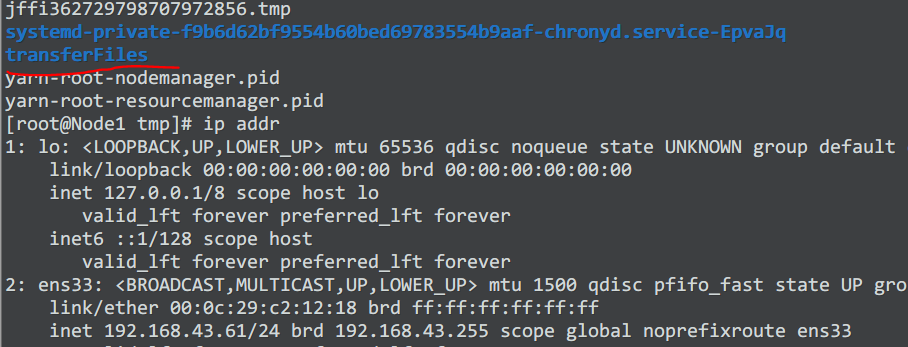 jffi362729798707972856.tmp
systemd-private-f9b6d62bf9554b60bed69783554b9aaf-chronyd.service-EpvaJq
transferFiles
yarn-root-nodemanager.pid
yarn-root-resourcemanager.pid
[root@Node1 tmp]# ip addr
1: lo: <LOOPBACK,UP,LOWER_UP> mtu 65536 qdisc noqueue state UNKNOWN group default
    link/loopback 00:00:00:00:00:00 brd 00:00:00:00:00:00
    inet 127.0.0.1/8 scope host lo
       valid_lft forever preferred_lft forever
    inet6 ::1/128 scope host
       valid_lft forever preferred_lft forever
2: ens33: <BROADCAST,MULTICAST,UP,LOWER_UP> mtu 1500 qdisc pfifo_fast state UP gro
    link/ether 00:0c:29:c2:12:18 brd ff:ff:ff:ff:ff:ff
    inet 192.168.43.61/24 brd 192.168.43.255 scope global noprefixroute ens33